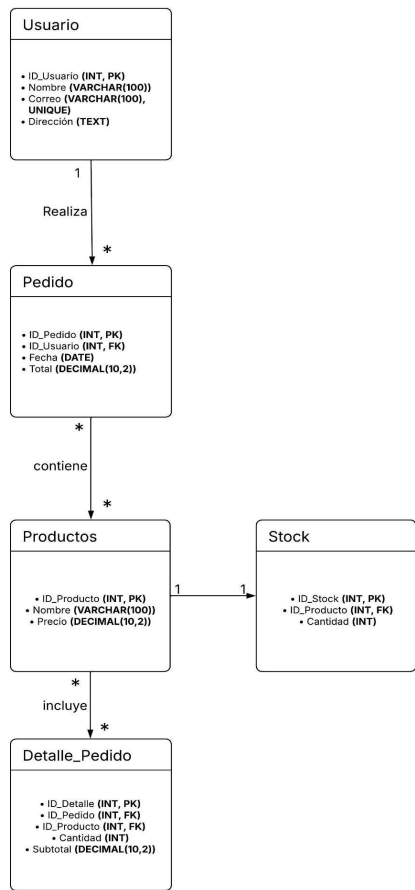 Usuario
• ID_Usuario (INT, PK)
• Nombre (VARCHAR(100))
• Correo (VARCHAR(100),
UNIQUE)
• Dirección (TEXT)
1
Realiza
*
Pedido
• ID_Pedido (INT, PK)
• ID_Usuario (INT, FK)
• Fecha (DATE)
• Total (DECIMAL(10,2))
*
contiene
*
Productos
• ID_Producto (INT, PK)
• Nombre (VARCHAR(100))
• Precio (DECIMAL(10,2))
1
1
Stock
• ID_Stock (INT, PK)
• ID_Producto (INT, FK)
• Cantidad (INT)
*
incluye
*
Detalle_Pedido
• ID_Detalle (INT, PK)
• ID_Pedido (INT, FK)
• ID_Producto (INT, FK)
• Cantidad (INT)
• Subtotal (DECIMAL(10,2))